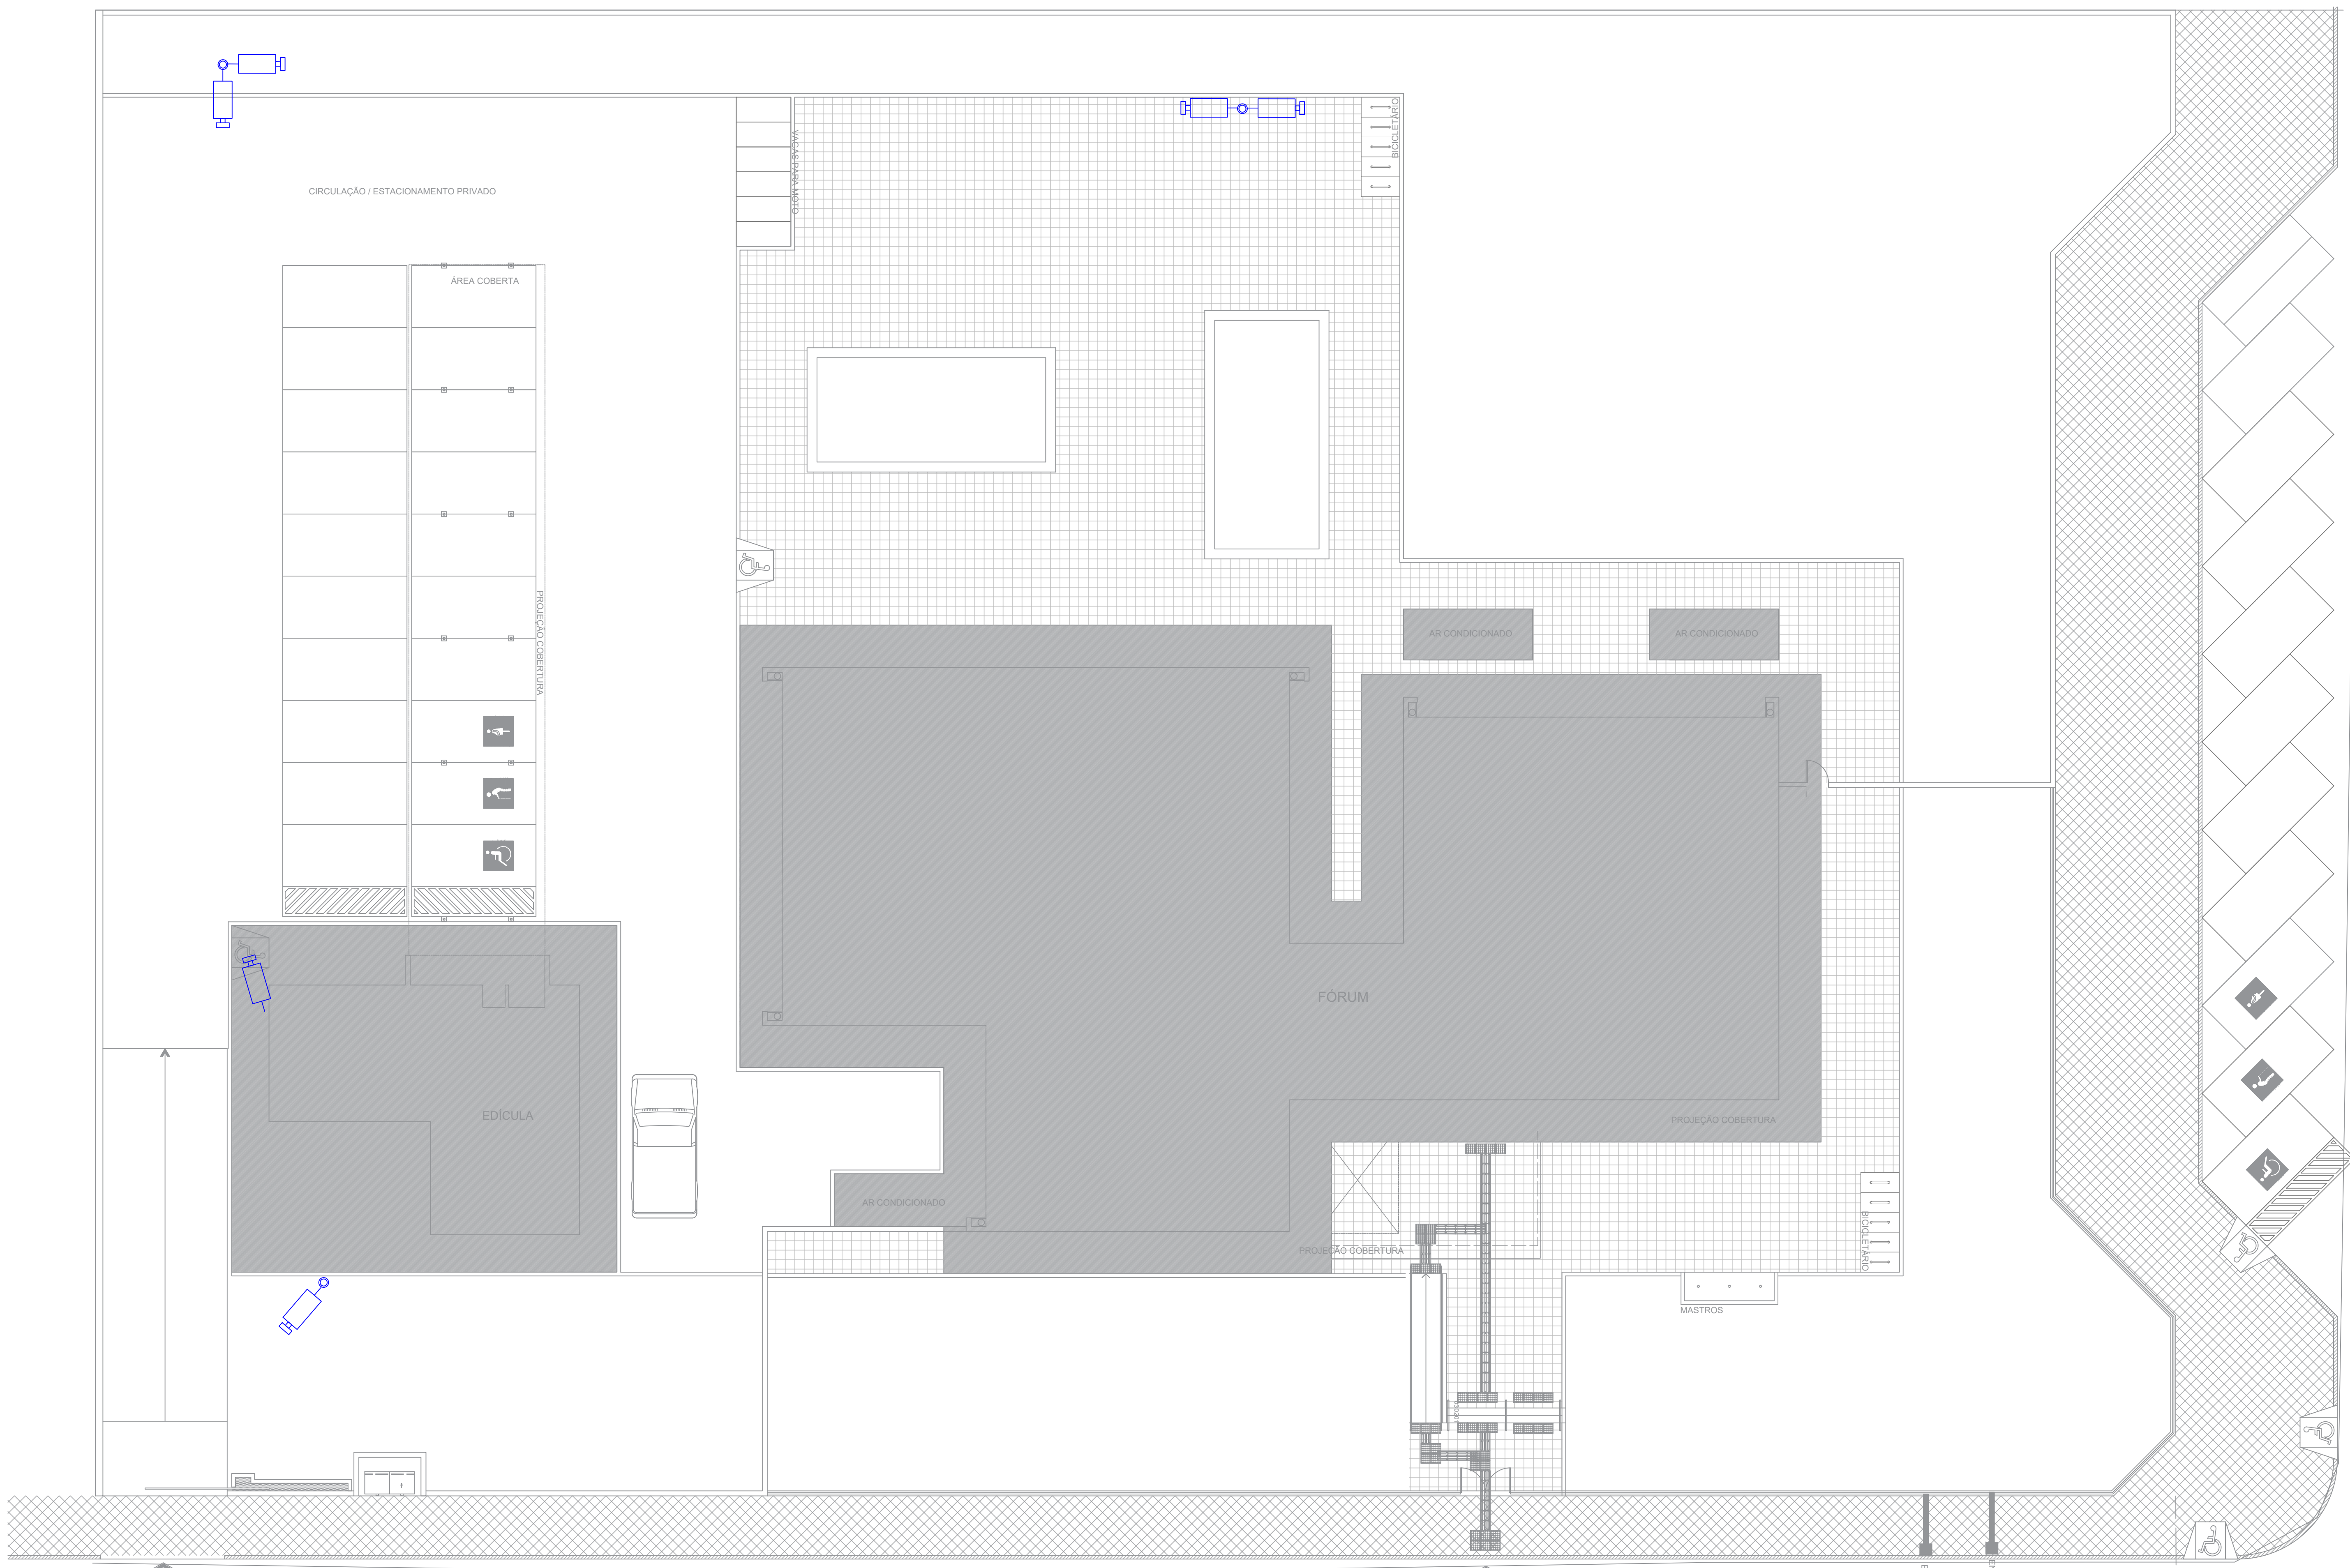 BICICLETÁRIO
VAGAS PARA MOTO
CIRCULAÇÃO / ESTACIONAMENTO PRIVADO
ÁREA COBERTA
PROJEÇÃO COBERTURA
AR CONDICIONADO
AR CONDICIONADO
FÓRUM
EDÍCULA
PROJEÇÃO COBERTURA
AR CONDICIONADO
BICICLETÁRIO
PROJEÇÃO COBERTURA
MASTROS